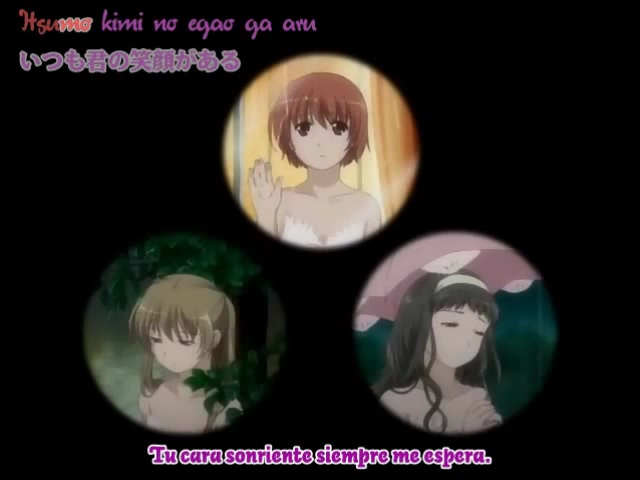 Itsumo kimi no egao ga aru
いつも君の笑顔がある
Tu cara sonriente siempre me espera.